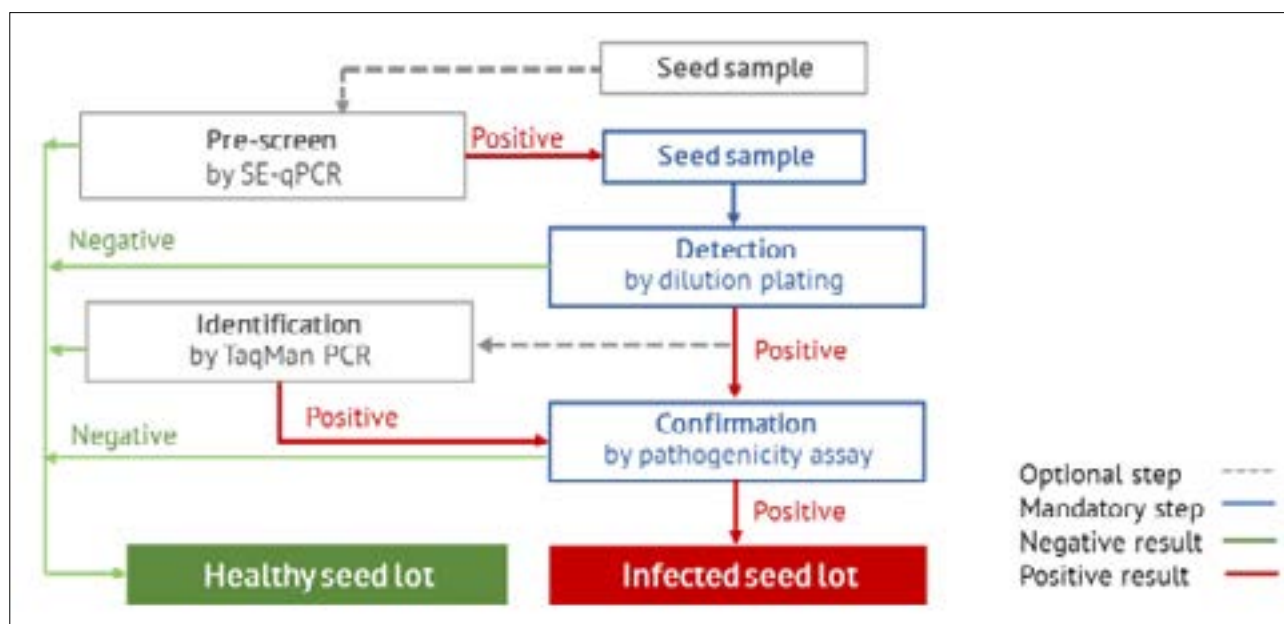 Seed sample
Pre-screen
by SE-qPCR
Positive
Seed sample
Negative
Detection
by dilution plating
Identification
by TaqMan PCR
Positive
Positive
Negative
Confirmation
by pathogenicity assay
Positive
Healthy seed lot
Infected seed lot
Optional step
Mandatory step
Negative result
Positive result